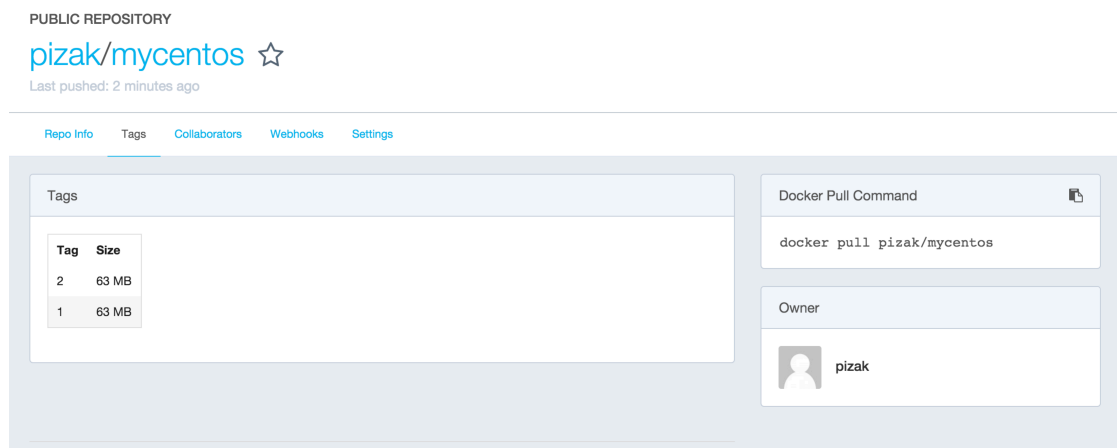 PUBLIC REPOSITORY
pizak/mycentos
Last pushed: 2 minutes ago
Repo Info Tags Collaborators Webhooks Settings
Tags
Tag Size
2 63 MB
1 63 MB
Docker Pull Command
docker pull pizak/mycentos
Owner
pizak